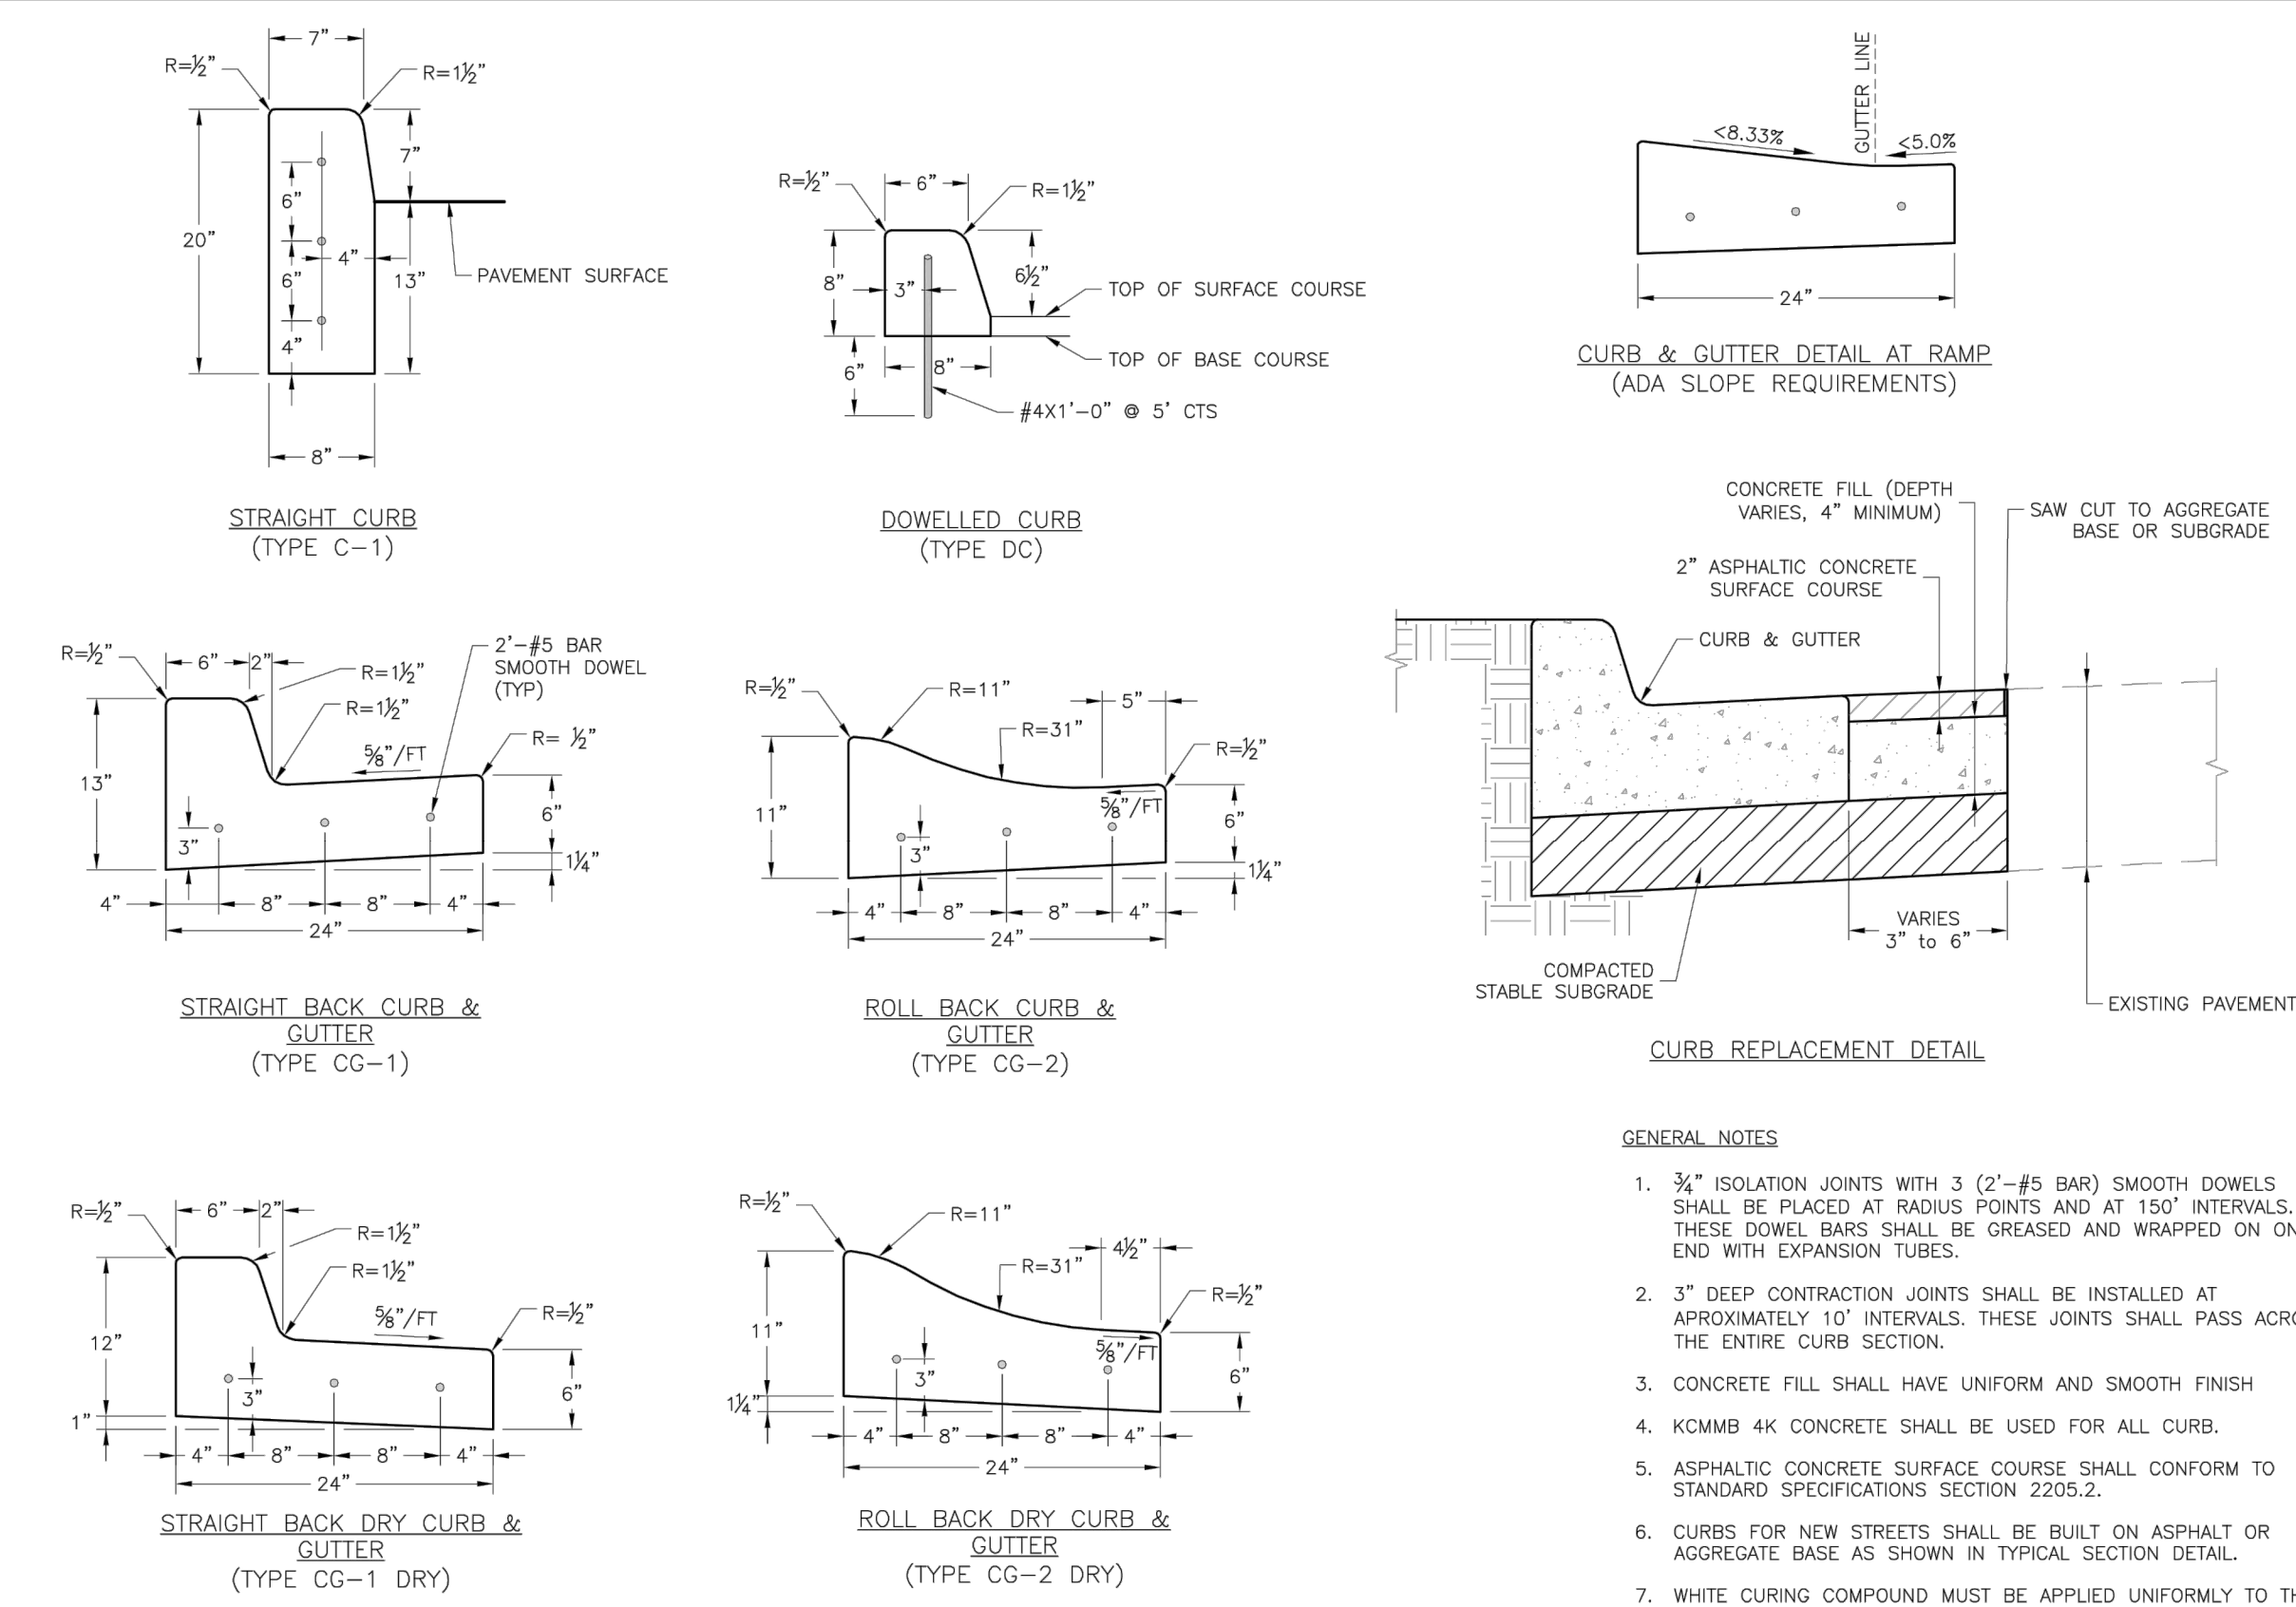 7"
R=½"
R=1½"
7"
6"
20"
4"
6"
13"
PAVEMENT SURFACE
4"
8"
STRAIGHT CURB
(TYPE C-1)
R=½"
6"
R=1½"
8"
3"
6½"
TOP OF SURFACE COURSE
TOP OF BASE COURSE
6"
8"
#4X1'-0" @ 5' CTS
DOWELLED CURB
(TYPE DC)
GUTTER LINE
<8.33%
<5.0%
24"
CURB & GUTTER DETAIL AT RAMP
(ADA SLOPE REQUIREMENTS)
R=½"
6"
2"
R=1½"
R=1½"
2'-#5 BAR
SMOOTH DOWEL
(TYP)
⅝"/FT
R= ½"
13"
6"
3"
1¼"
4"
8"
8"
4"
24"
STRAIGHT BACK CURB &
GUTTER
(TYPE CG-1)
R=½"
R=11"
5"
R=31"
R=½"
11"
⅝"/FT
6"
3"
1¼"
4"
8"
8"
4"
24"
ROLL BACK CURB &
GUTTER
(TYPE CG-2)
CONCRETE FILL (DEPTH
VARIES, 4" MINIMUM)
SAW CUT TO AGGREGATE
BASE OR SUBGRADE
2" ASPHALTIC CONCRETE
SURFACE COURSE
CURB & GUTTER
VARIES
3" to 6"
COMPACTED
STABLE SUBGRADE
EXISTING PAVEMENT
CURB REPLACEMENT DETAIL
R=½"
6"
2"
R=1½"
R=1½"
⅝"/FT
R=½"
12"
3"
6"
1"
4"
8"
8"
4"
24"
STRAIGHT BACK DRY CURB &
GUTTER
(TYPE CG-1 DRY)
R=½"
R=11"
4½"
R=31"
R=½"
11"
⅝"/FT
3"
6"
1¼"
4"
8"
8"
4"
24"
ROLL BACK DRY CURB &
GUTTER
(TYPE CG-2 DRY)
GENERAL NOTES
1. ¾" ISOLATION JOINTS WITH 3 (2'-#5 BAR) SMOOTH DOWELS
SHALL BE PLACED AT RADIUS POINTS AND AT 150' INTERVALS.
THESE DOWEL BARS SHALL BE GREASED AND WRAPPED ON
END WITH EXPANSION TUBES.
2. 3" DEEP CONTRACTION JOINTS SHALL BE INSTALLED AT
APROXIMATELY 10' INTERVALS. THESE JOINTS SHALL PASS
THE ENTIRE CURB SECTION.
3. CONCRETE FILL SHALL HAVE UNIFORM AND SMOOTH FINISH
4. KCMMB 4K CONCRETE SHALL BE USED FOR ALL CURB.
5. ASPHALTIC CONCRETE SURFACE COURSE SHALL CONFORM TO
STANDARD SPECIFICATIONS SECTION 2205.2.
6. CURBS FOR NEW STREETS SHALL BE BUILT ON ASPHALT OR
AGGREGATE BASE AS SHOWN IN TYPICAL SECTION DETAIL.
7. WHITE CURING COMPOUND MUST BE APPLIED UNIFORMLY TO